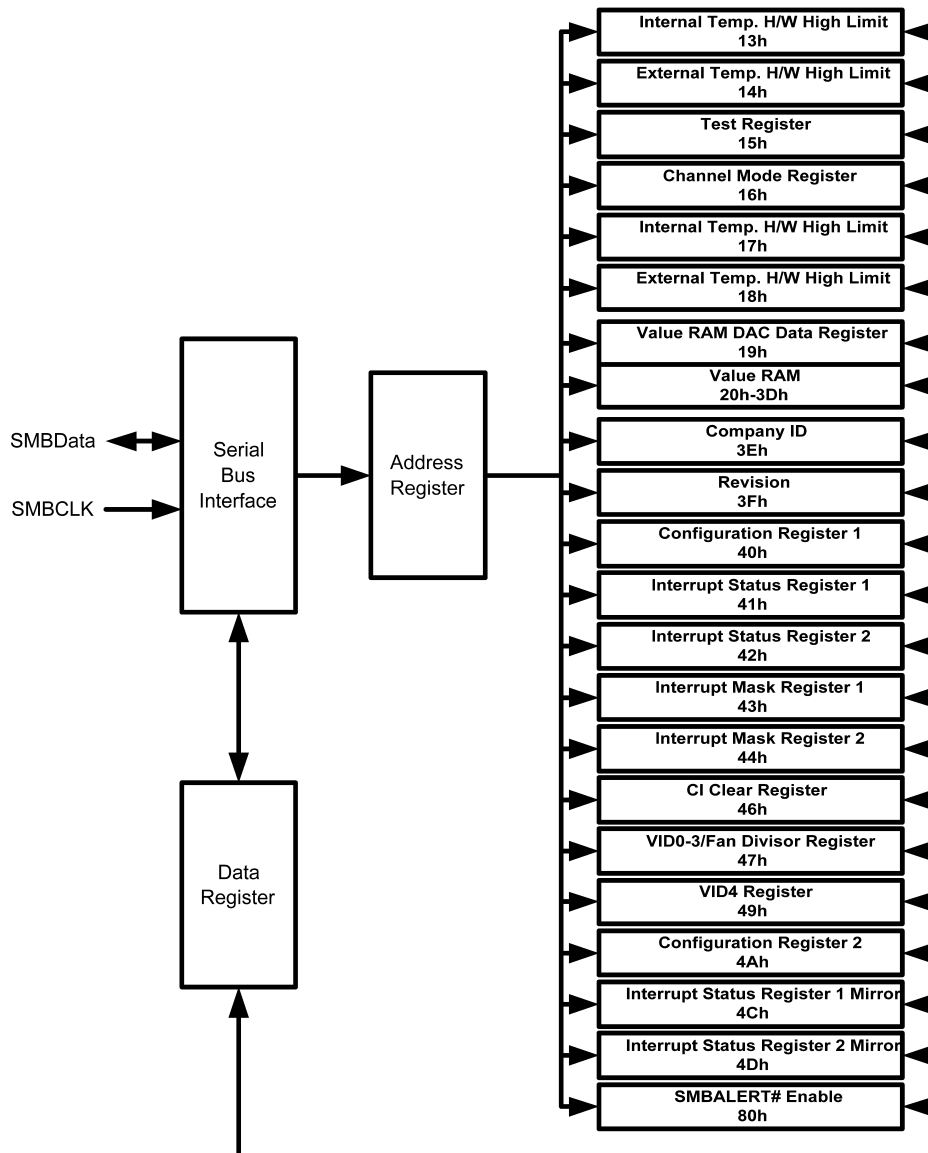 Internal Temp. H/W High Limit
13h
External Temp. H/W High Limit
14h
Test Register
15h
Channel Mode Register
16h
Internal Temp. H/W High Limit
17h
External Temp. H/W High Limit
18h
Value RAM DAC Data Register
19h
Value RAM
20h-3Dh
Company ID
3Eh
Revision
3Fh
Configuration Register 1
40h
Interrupt Status Register 1
41h
Interrupt Status Register 2
42h
Interrupt Mask Register 1
43h
Interrupt Mask Register 2
44h
CI Clear Register
46h
VID0-3/Fan Divisor Register
47h
VID4 Register
49h
Configuration Register 2
4Ah
Interrupt Status Register 1 Mirror
4Ch
Interrupt Status Register 2 Mirror
4Dh
SMBALERT# Enable
80h
SMBData
SMBCLK
Serial
Bus
Interface
Address
Register
Data
Register